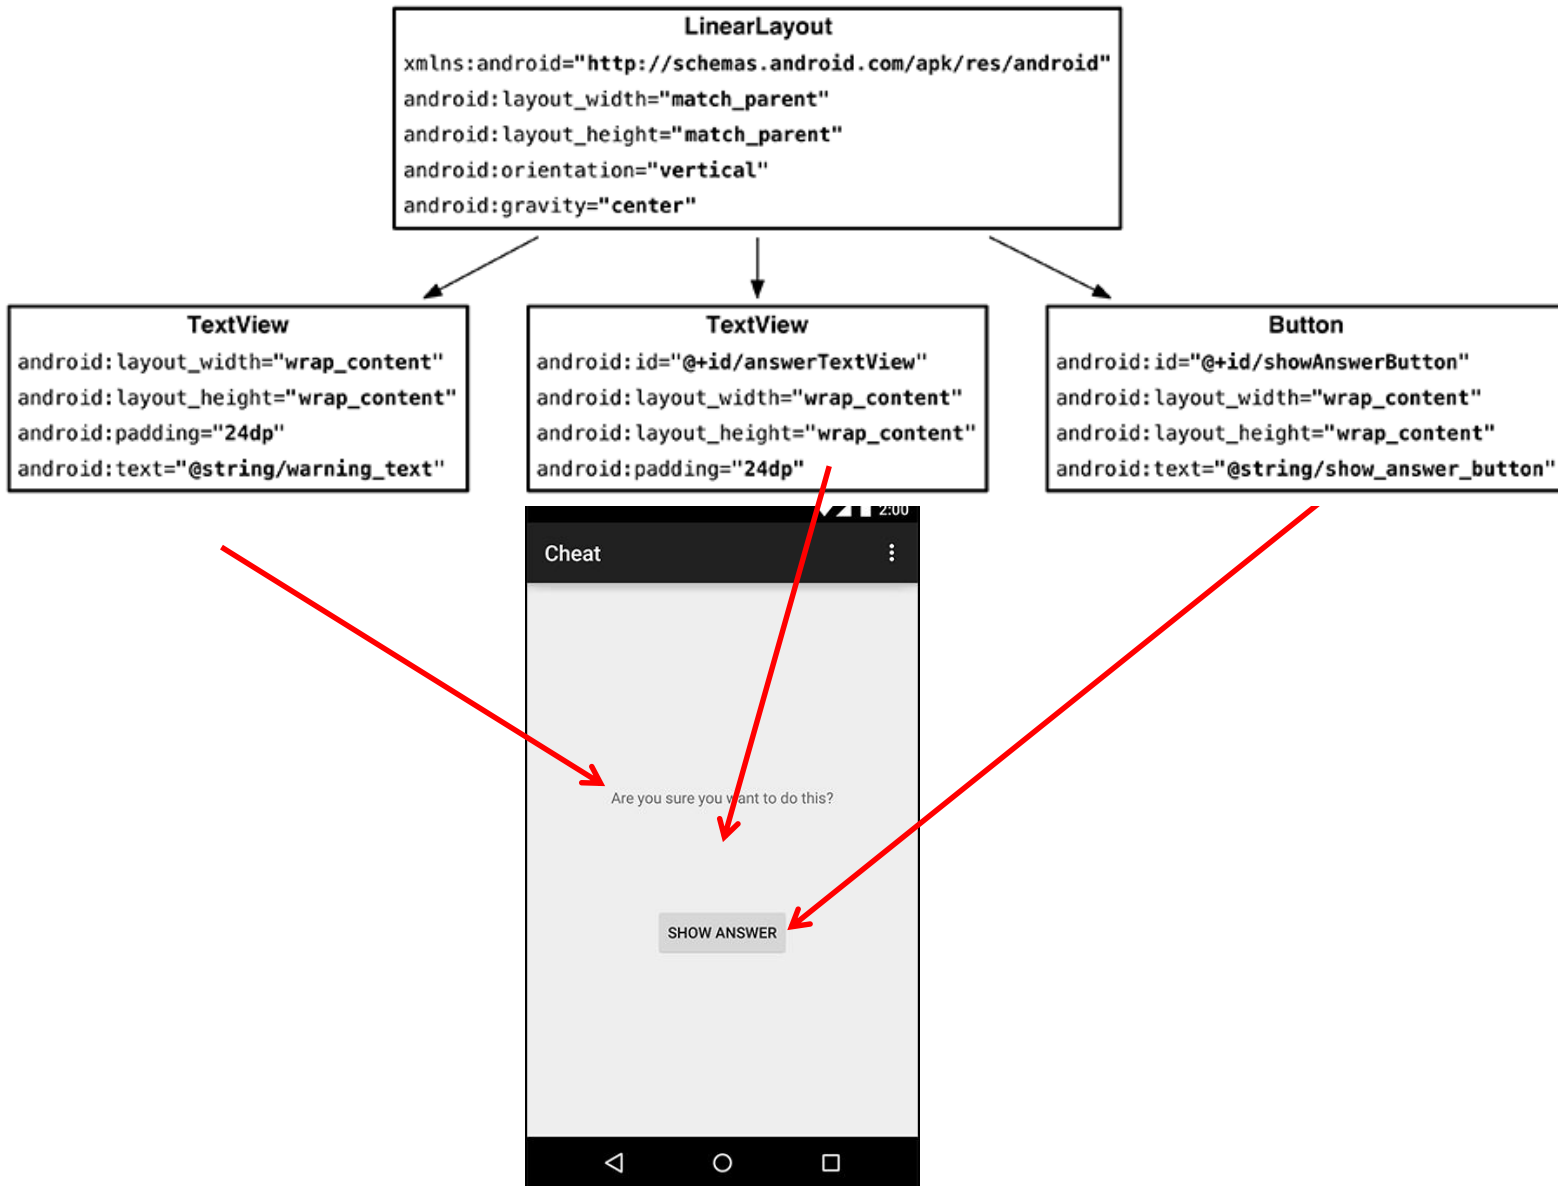 LinearLayout
xmlns:android="http://schemas.android.com/apk/res/android"
android:layout_width="match_parent"
android:layout_height="match_parent"
android:orientation="vertical"
android:gravity="center"
TextView
android:layout_width="wrap_content"
android:layout_height="wrap_content"
android:padding="24dp"
android:text="@string/warning_text"
TextView
android:id="@+id/answerTextView"
android:layout_width="wrap_content"
android:layout_height="wrap_content"
android:padding="24dp"
Button
android:id="@+id/showAnswerButton"
android:layout_width="wrap_content"
android:layout_height="wrap_content"
android:text="@string/show_answer_button"
2:00
Cheat
Are you sure you want to do this?
SHOW ANSWER